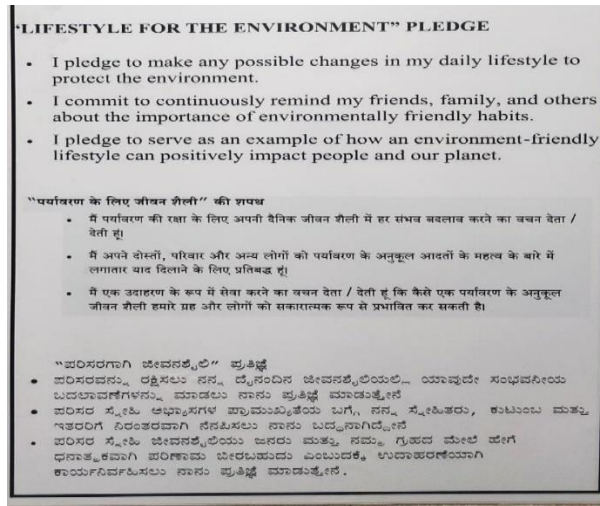 “LIFESTYLE FOR THE ENVIRONMENT” PLEDGE
• I pledge to make any possible changes in my daily lifestyle to
protect the environment.
• I commit to continuously remind my friends, family, and others
about the importance of environmentally friendly habits.
• I pledge to serve as an example of how an environment-friendly
lifestyle can positively impact people and our planet.
“पर्यावरण के लिए जीवन शैली” की शपथ
• मैं पर्यावरण की रक्षा के लिए अपनी दैनिक जीवन शैली में हर संभव बदलाव करने का वचन देता /
देती हूं।
• मैं अपने दोस्तों, परिवार और अन्य लोगों को पर्यावरण के अनुकूल आदतों के महत्व के बारे में
लगातार याद दिलाने के लिए प्रतिबद्ध हूं।
• मैं एक उदाहरण के रूप में सेवा करने का वचन देता / देती हूं कि कैसे एक पर्यावरण के अनुकूल
जीवन शैली हमारे ग्रह और लोगों को सकारात्मक रूप से प्रभावित कर सकती है।
“ಪರಿಸರಗಾಗಿ ಜೀವನಶೈಲಿ” ಪ್ರತಿಜ್ಞೆ
• ಪರಿಸರವನ್ನು ರಕ್ಷಿಸಲು ನನ್ನ ದೈನಂದಿನ ಜೀವನಶೈಲಿಯಲ್ಲಿ ಯಾವುದೇ ಸಂಭವನೀಯ
ಬದಲಾವಣೆಗಳನ್ನು ಮಾಡಲು ನಾನು ಪ್ರತಿಜ್ಞೆ ಮಾಡುತ್ತೇನೆ
• ಪರಿಸರ ಸ್ನೇಹಿ ಅಭ್ಯಾಸಗಳ ಪ್ರಾಮುಖ್ಯತೆಯ ಬಗ್ಗೆ ನನ್ನ ಸ್ನೇಹಿತರು, ಕುಟುಂಬ ಮತ್ತು
ಇತರರಿಗೆ ನಿರಂತರವಾಗಿ ನೆನಪಿಸಲು ನಾನು ಬದ್ಧನಾಗಿದ್ದೇನೆ
• ಪರಿಸರ ಸ್ನೇಹಿ ಜೀವನಶೈಲಿಯು ಜನರು ಮತ್ತು ನಮ್ಮ ಗ್ರಹದ ಮೇಲೆ ಹೇಗೆ
ಧನಾತ್ಮಕವಾಗಿ ಪರಿಣಾಮ ಬೀರಬಹುದು ಎಂಬುದಕ್ಕೆ ಉದಾಹರಣೆಯಾಗಿ
ಕಾರ್ಯನಿರ್ವಹಿಸಲು ನಾನು ಪ್ರತಿಜ್ಞೆ ಮಾಡುತ್ತೇನೆ.